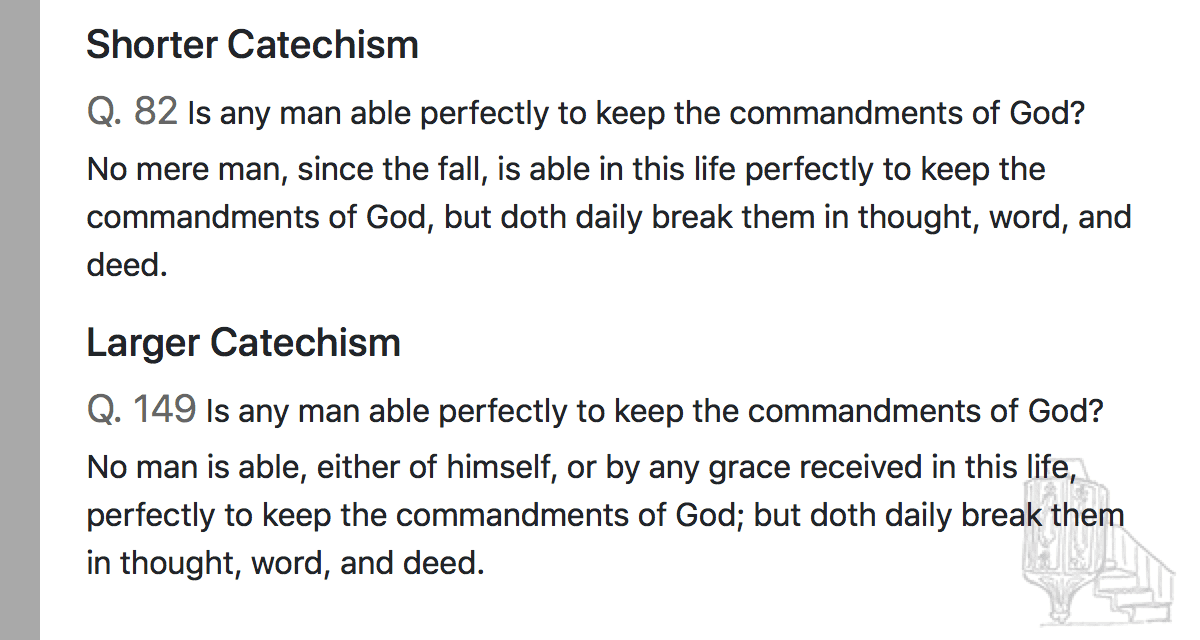 Shorter Catechism
Q. 82 Is any man able perfectly to keep the commandments of God?
No mere man, since the fall, is able in this life perfectly to keep the
commandments of God, but doth daily break them in thought, word, and
deed.
Larger Catechism
Q. 149 Is any man able perfectly to keep the commandments of God?
No man is able, either of himself, or by any grace received in this life,
perfectly to keep the commandments of God; but doth daily break them
in thought, word, and deed.